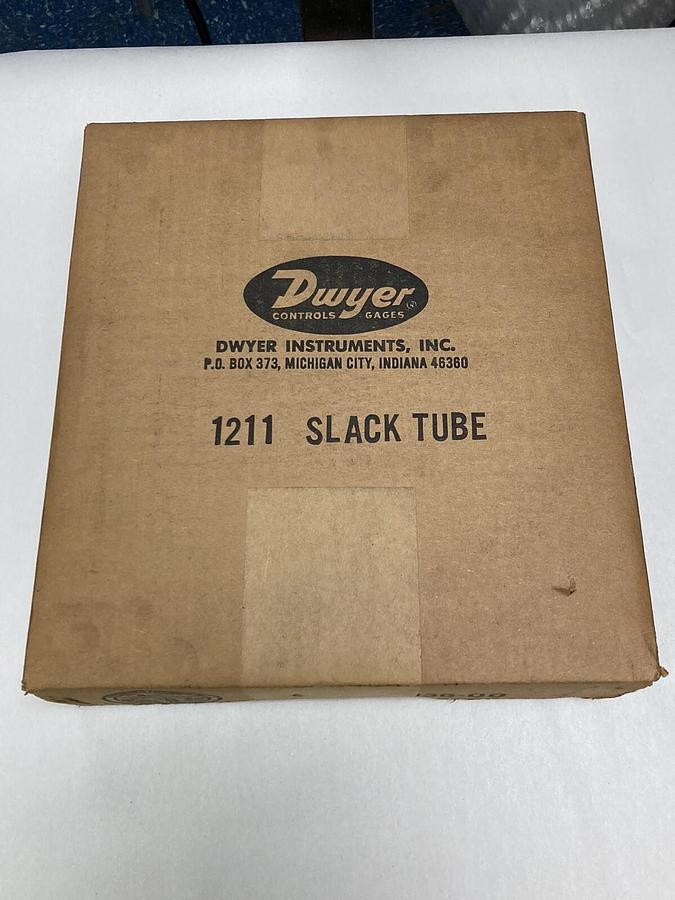 Dwyer
CONTROLS GAGES
DWYER INSTRUMENTS, INC.
P.O. BOX 373, MICHIGAN CITY, INDIANA 46360
1211 SLACK TUBE